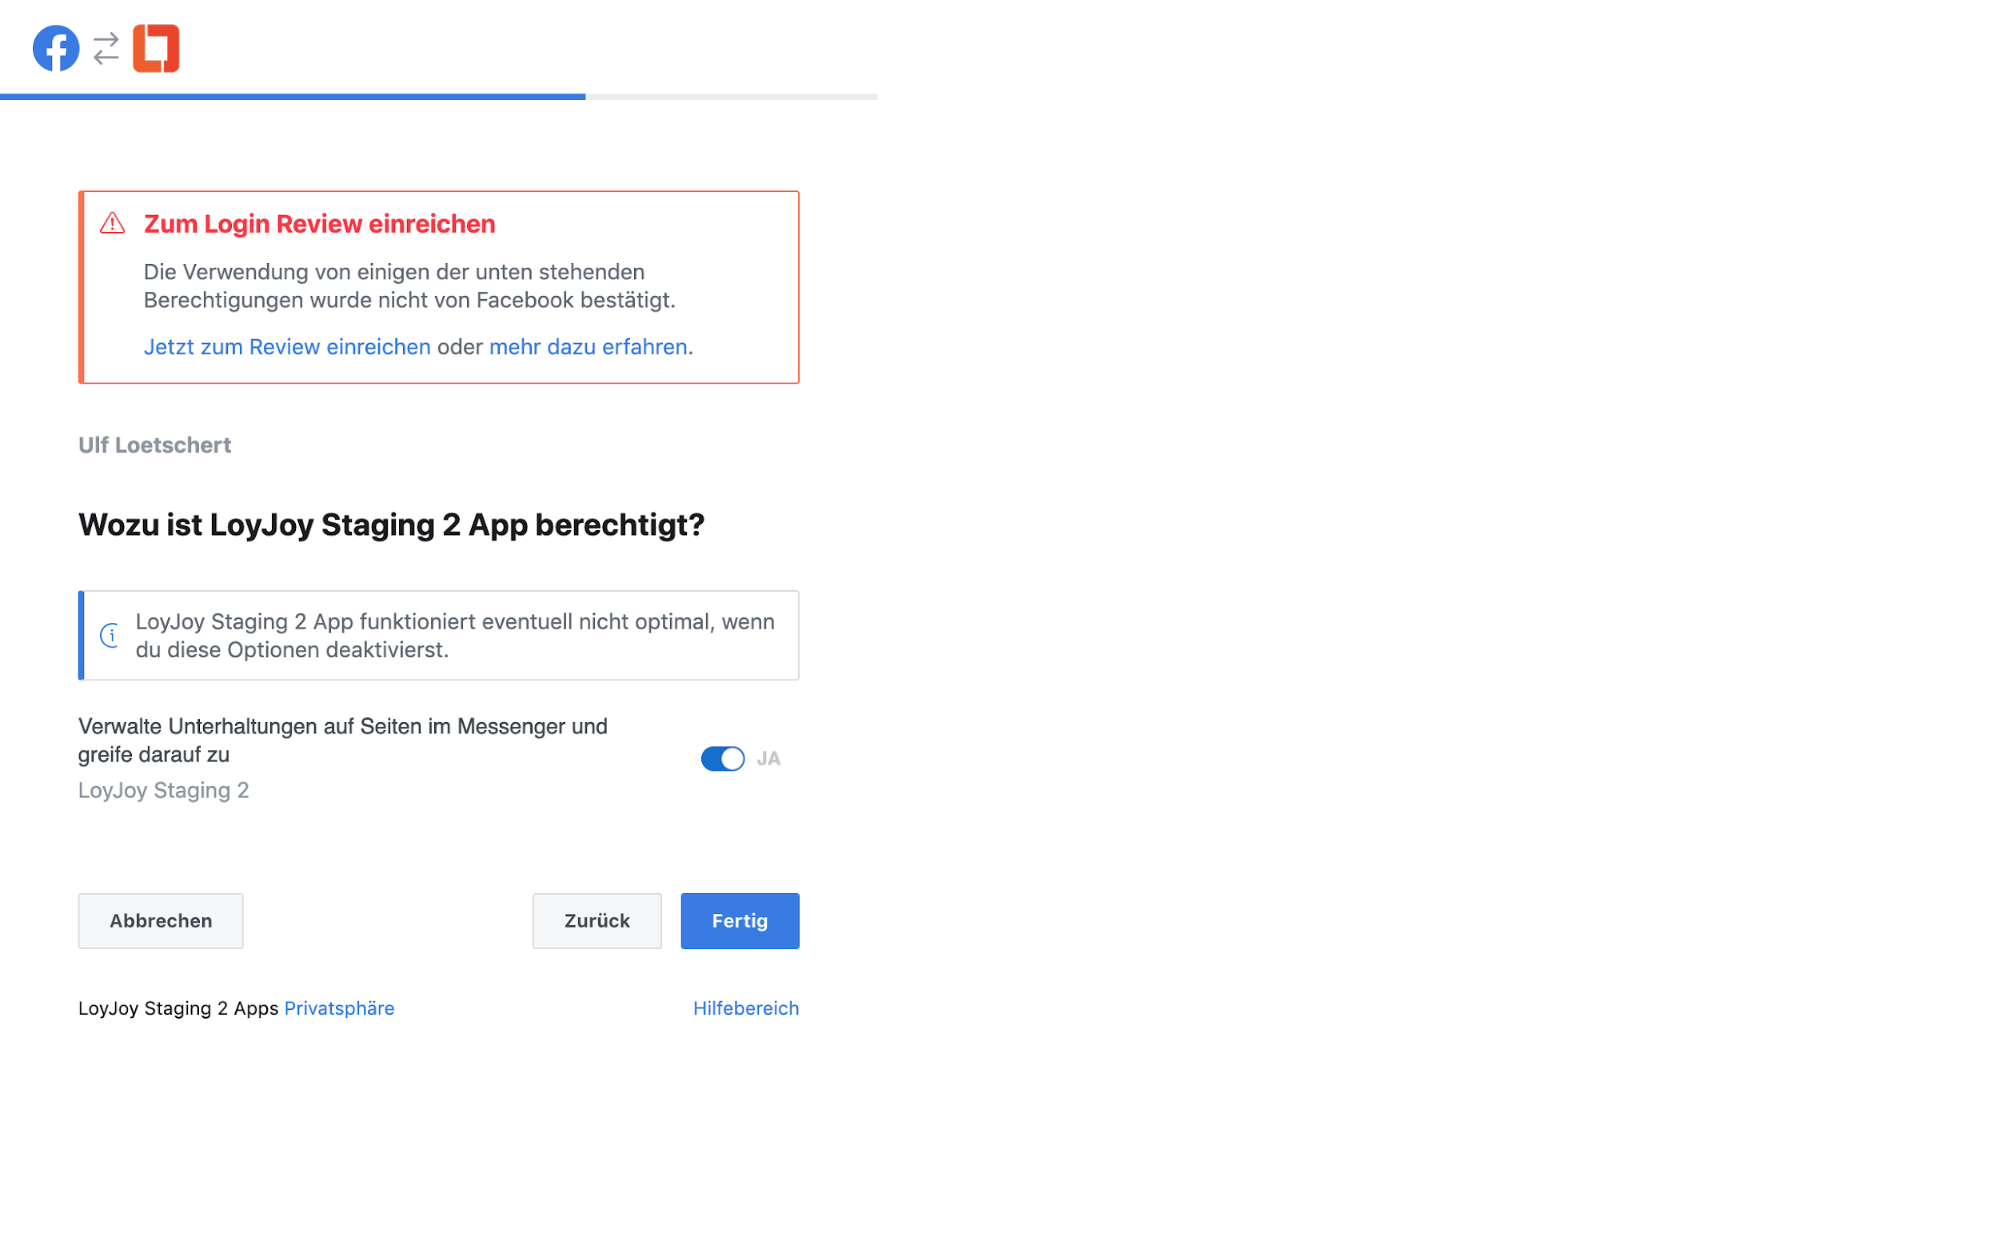 Zum Login Review einreichen
Die Verwendung von einigen der unten stehenden
Berechtigungen wurde nicht von Facebook bestätigt.
Jetzt zum Review einreichen oder mehr dazu erfahren.
Ulf Loetschert
Wozu ist LoyJoy Staging 2 App berechtigt?
LoyJoy Staging 2 App funktioniert eventuell nicht optimal, wenn
du diese Optionen deaktivierst.
Verwalte Unterhaltungen auf Seiten im Messenger und
greife darauf zu
JA
LoyJoy Staging 2
Abbrechen
Zurück
Fertig
LoyJoy Staging 2 Apps Privatsphäre
Hilfebereich